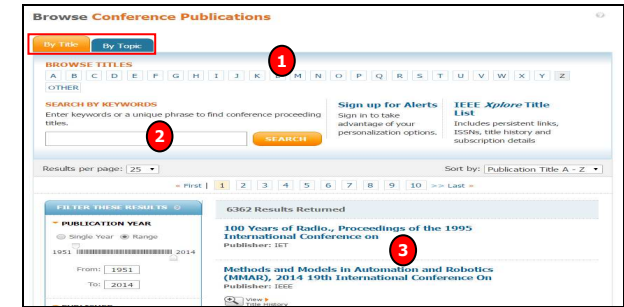 Browse Conference Publications
By Title By Topic
BROWSE TITLES
A B C D E F G H I J K L M N O P Q R S T U V W X Y Z
OTHER
1
SEARCH BY KEYWORDS
Enter keywords or a unique phrase to find conference proceeding
titles.
2
SEARCH
Sign up for Alerts
Sign in to take
advantage of your
personalization options.
IEEE Xplore Title
List
Includes persistent links,
ISSNs, title history and
subscription details
Results per page: 25
Sort by: Publication Title A - Z
« First | 1 2 3 4 5 6 7 8 9 10 >> Last »
FILTER THESE RESULTS
PUBLICATION YEAR
Single Year Range
1951 2014
From: 1951
To: 2014
PUBLISHER
6362 Results Returned
100 Years of Radio., Proceedings of the 1995
International Conference on
Publisher: IET
3
Methods and Models in Automation and Robotics
(MMAR), 2014 19th International Conference On
Publisher: IEEE
View
Title History